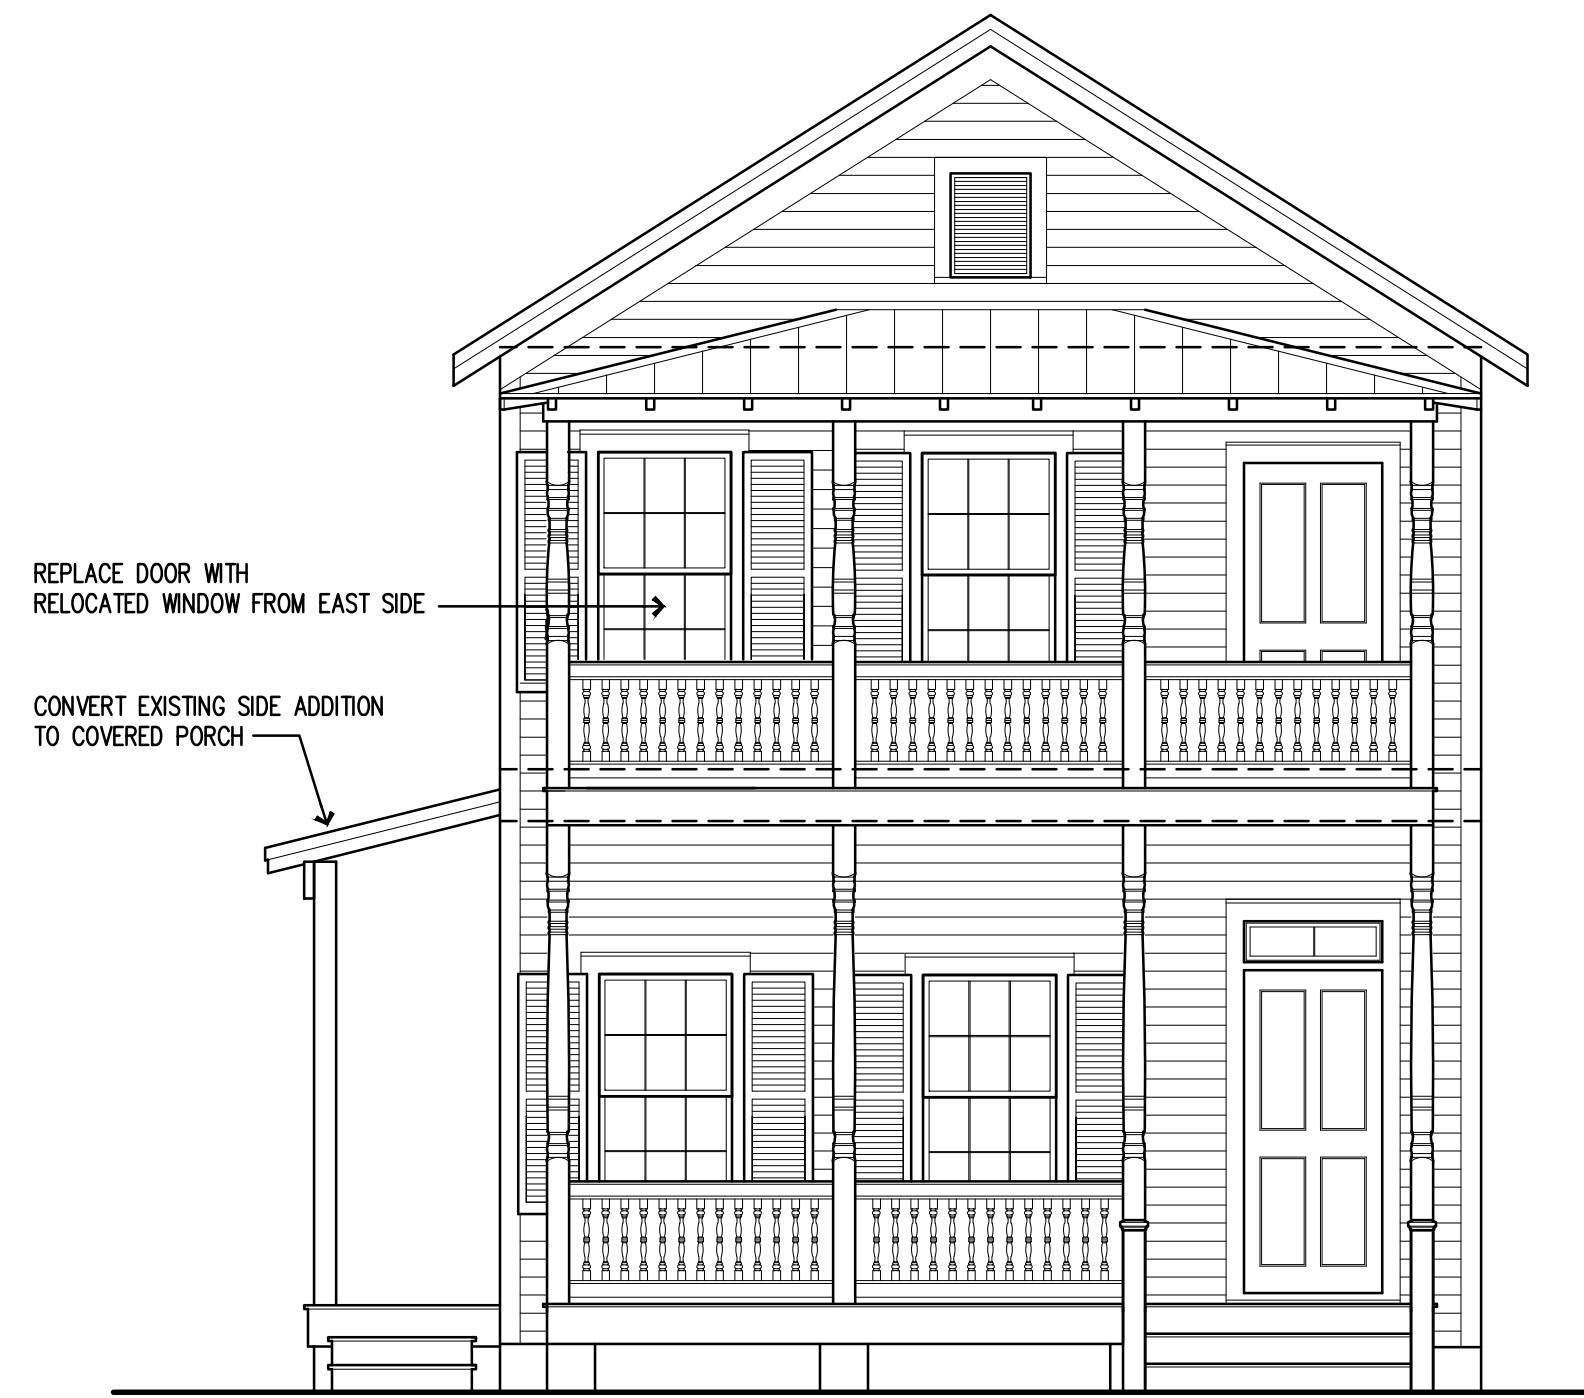 REPLACE DOOR WITH
RELOCATED WINDOW FROM EAST SIDE
CONVERT EXISTING SIDE ADDITION
TO COVERED PORCH